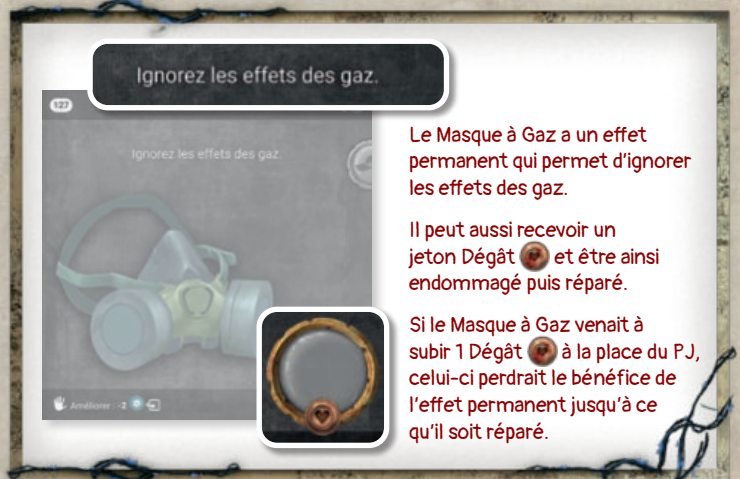 Ignorez les effets des gaz.
127
Ignorez les effets des gaz.
Améliorer -2
Le Masque à Gaz a un effet
permanent qui permet d'ignorer
les effets des gaz.
Il peut aussi recevoir un
jeton Dégât et être ainsi
endommagé puis réparé.
Si le Masque à Gaz venait à
subir 1 Dégât à la place du PJ,
celui-ci perdrait le bénéfice de
l'effet permanent jusqu'à ce
qu'il soit réparé.